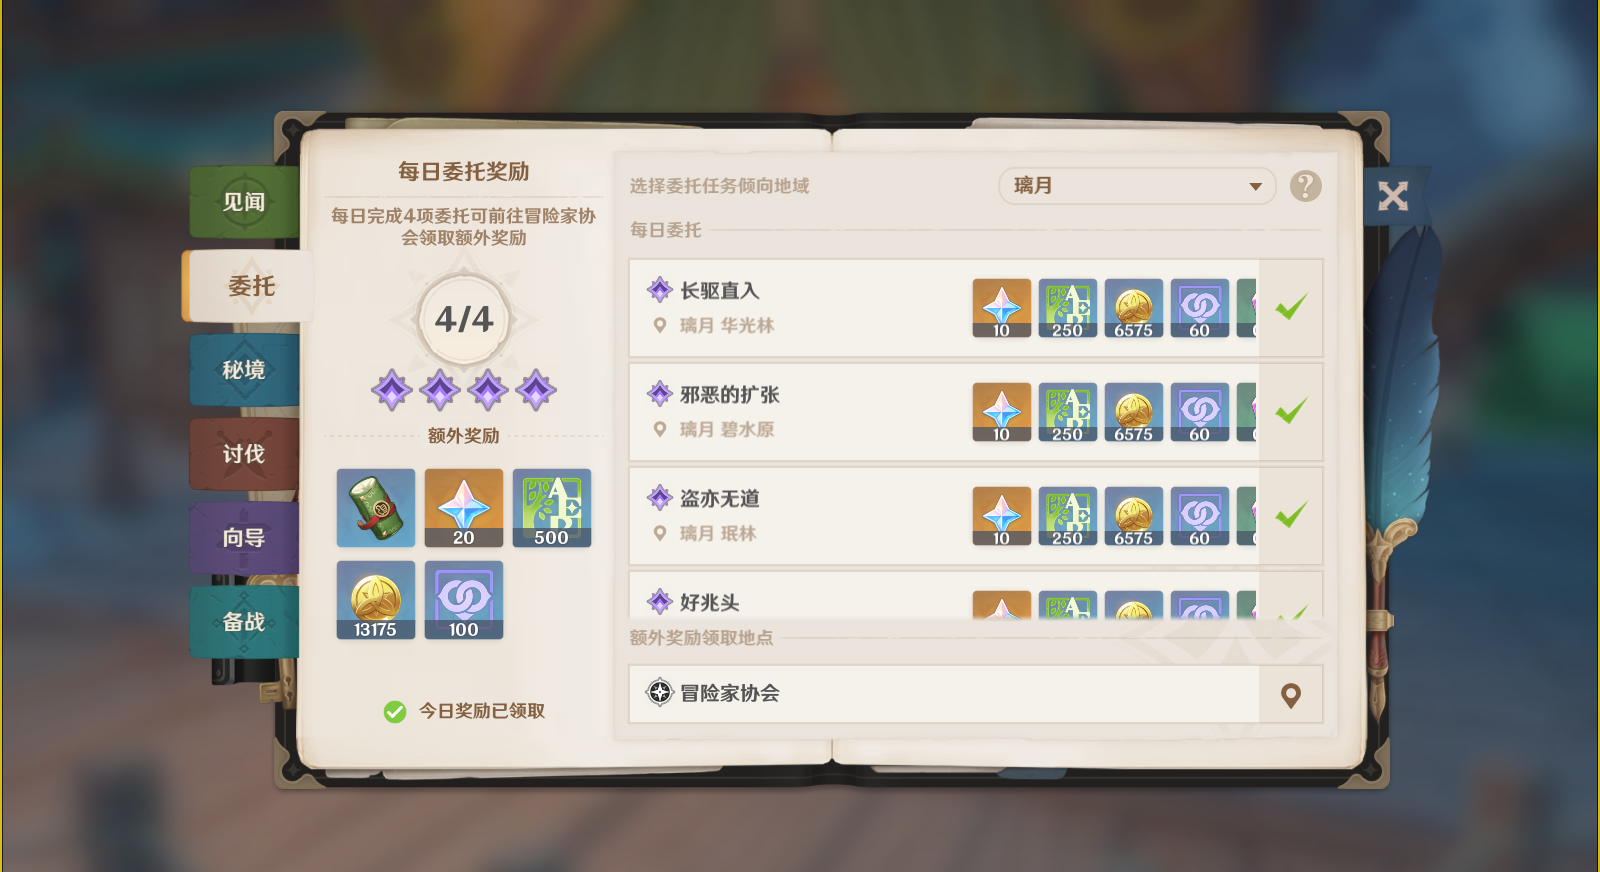 见闻
委托
秘境
讨伐
向导
备战
每日委托奖励
每日完成4项委托可前往冒险家协
会领取额外奖励
4/4
额外奖励
20
500
13175
100
今日奖励已领取
选择委托任务倾向地域
璃月
?
每日委托
长驱直入
璃月 华光林
10
250
6575
60
邪恶的扩张
璃月 碧水原
10
250
6575
60
盗亦无道
璃月 珉林
10
250
6575
60
好兆头
额外奖励领取地点
冒险家协会